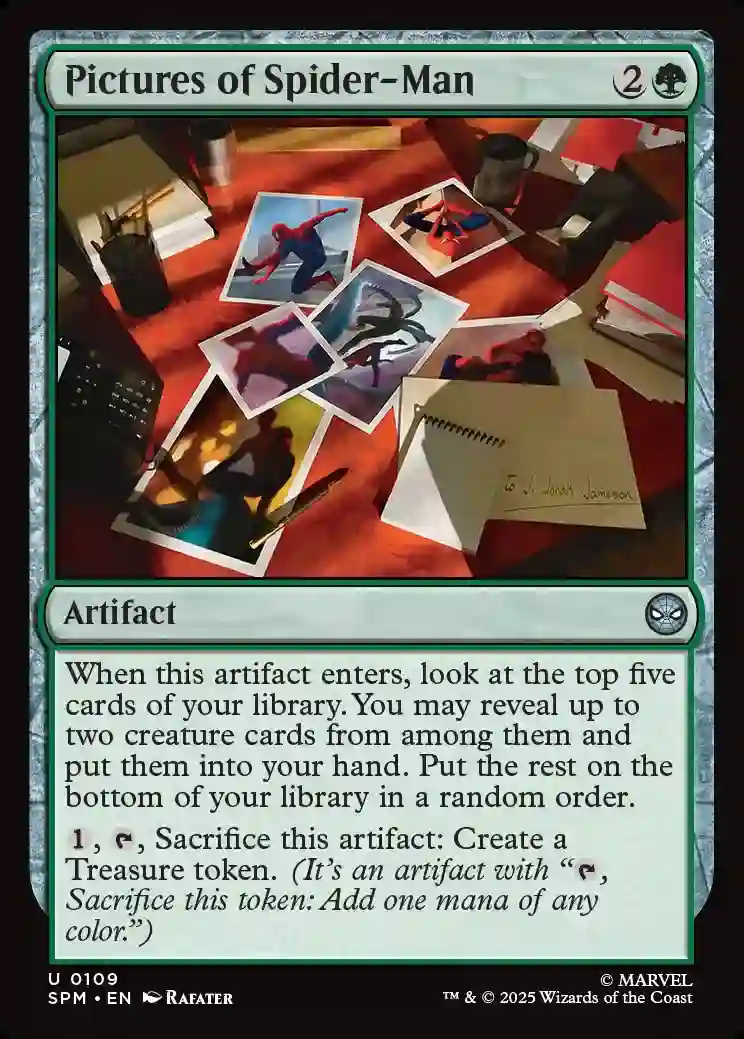 Pictures of Spider-Man 2
To J. Jonah Jameson
Artifact
When this artifact enters, look at the top five
cards of your library. You may reveal up to
two creature cards from among them and
put them into your hand. Put the rest on the
bottom of your library in a random order.
1, , Sacrifice this artifact: Create a
Treasure token. (It's an artifact with “,
Sacrifice this token: Add one mana of any
color.”)
U 0109
SPM • EN RAFATER
© MARVEL
™ & © 2025 Wizards of the Coast